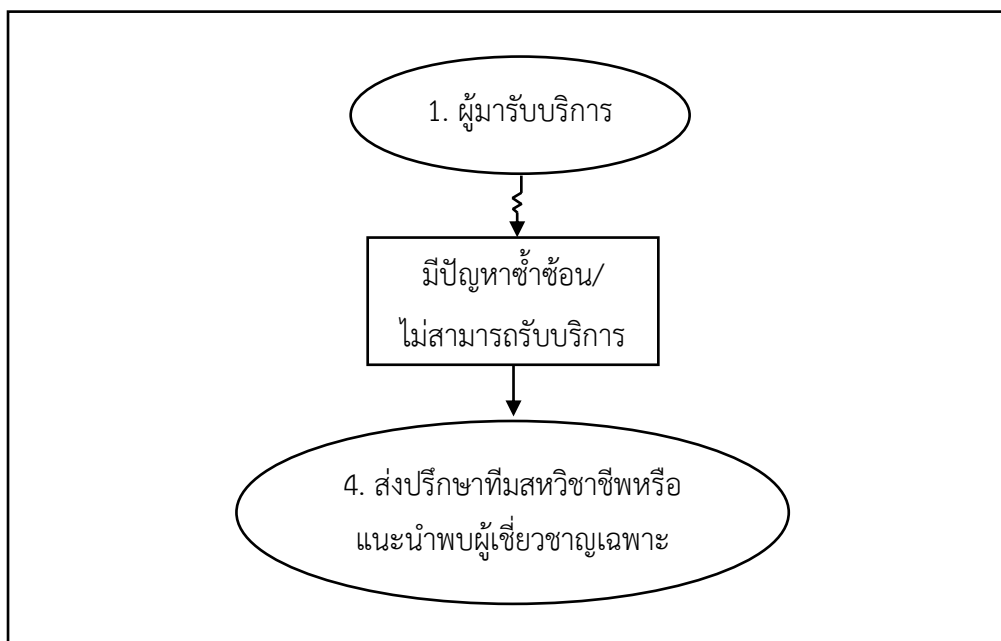 1. ผู้มารับบริการ
มีปัญหาซ้ำซ้อน/
ไม่สามารถรับบริการ
4. ส่งปรึกษาทีมสหวิชาชีพหรือ
แนะนำพบผู้เชี่ยวชาญเฉพาะ